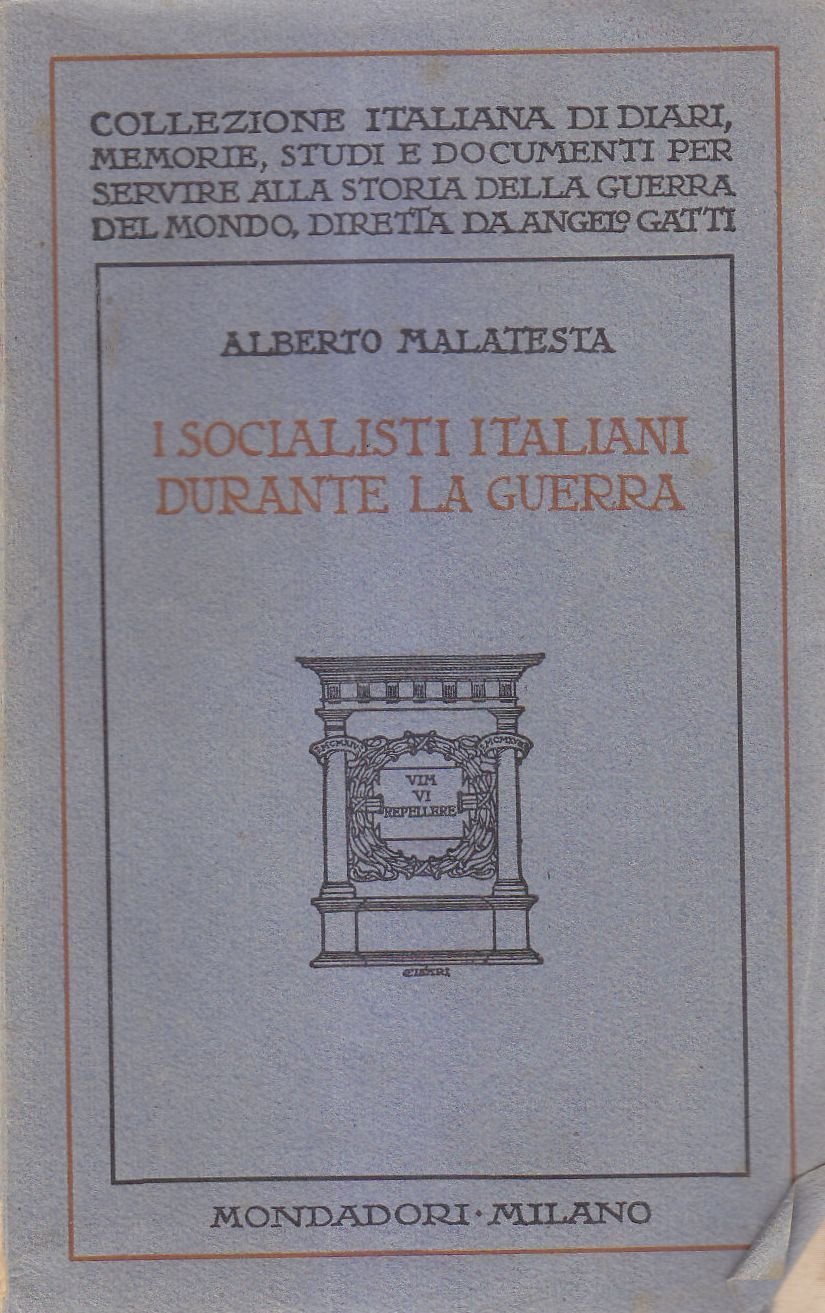 COLLEZIONE ITALIANA DI DIARI,
MEMORIE, STUDI E DOCUMENTI PER
SERVIRE ALLA STORIA DELLA GUERRA
DEL MONDO, DIRETTA DA ANGELO GATTI
ALBERTO MALATESTA
I SOCIALISTI ITALIANI
DURANTE LA GUERRA
VIM
VI
REPELLERE
MONDADORI · MILANO